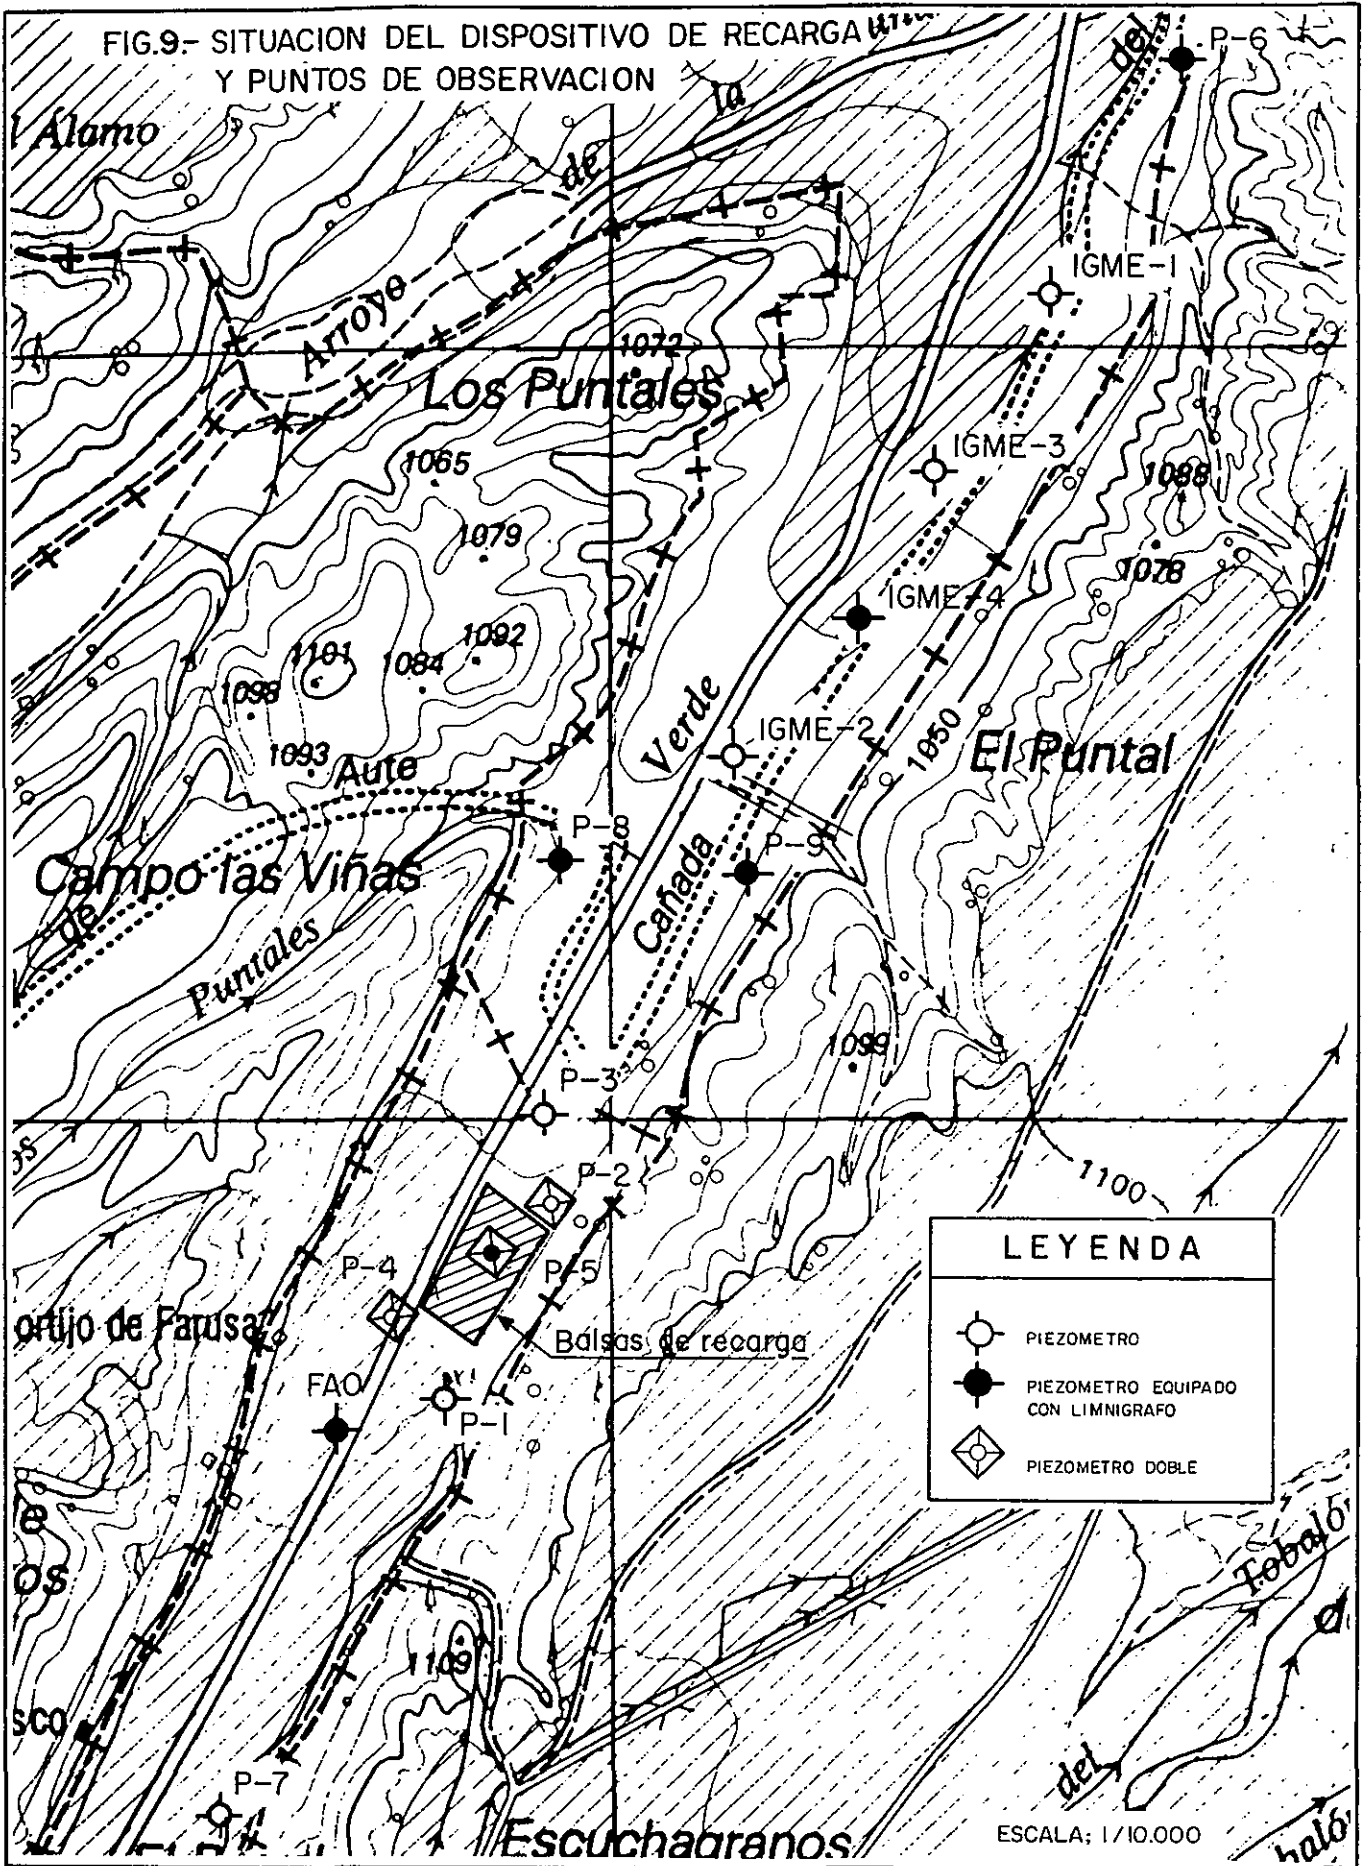 FIG.9.- SITUACION DEL DISPOSITIVO DE RECARGA
Y PUNTOS DE OBSERVACION
P-6
del
la
l Álamo
de
IGME-1
Arroyo
1072
Los Puntales
IGME-3
1065
1088
1079
1078
IGME-4
1092
1101
1084
1098
Verde
IGME-2
1050
El Puntal
1093
Aute
P-8
P-9
Cañada
Campo las Viñas
de
Puntales
1099
P-3
os
P-2
1100
LEYENDA
P-4
P-5
ortijo de Farusa
Balsas de recarga
PIEZOMETRO
FAO
PIEZOMETRO EQUIPADO
CON LIMNIGRAFO
P-1
PIEZOMETRO DOBLE
e
os
Tobaló
1109
sco
del
P-7
Escuchagranos
ESCALA; 1/10.000
baló